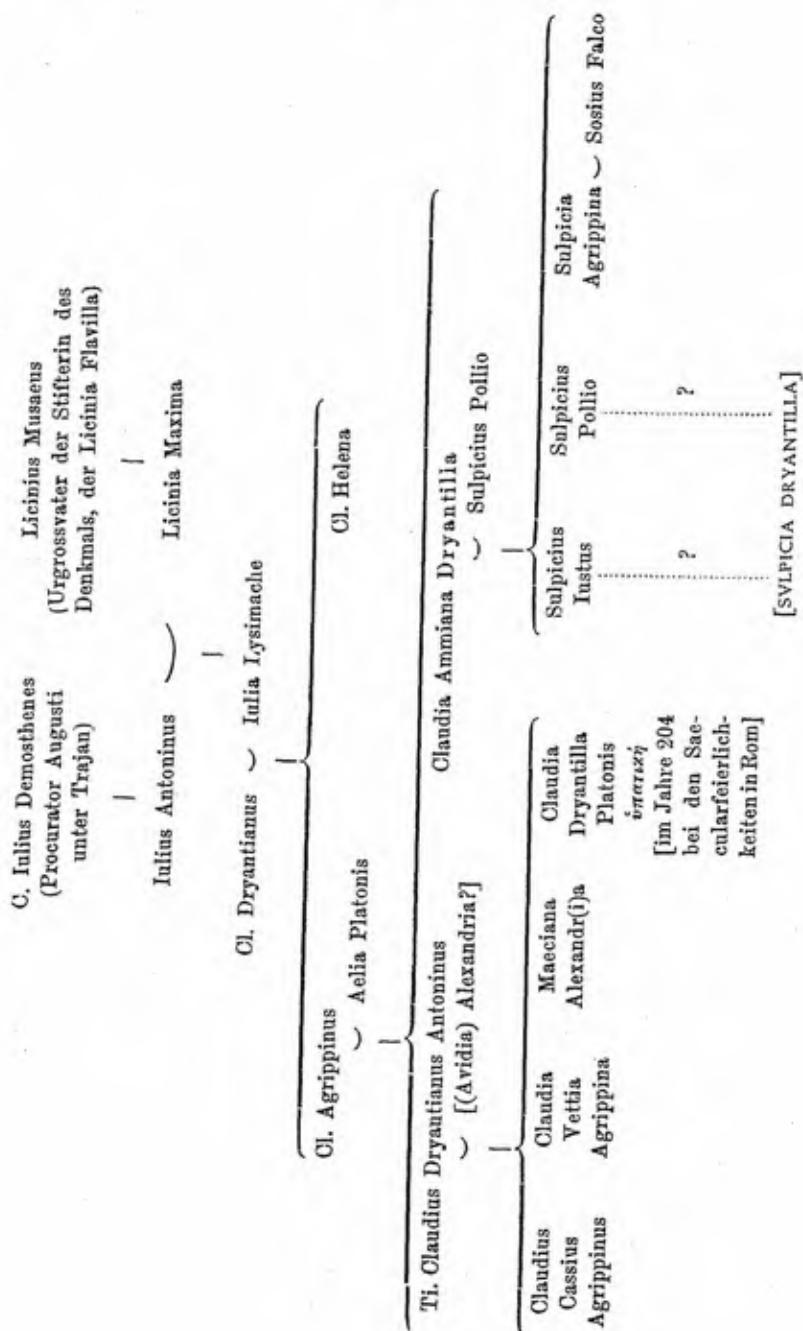 C. Iulius Demosthenes
(Procurator Augusti
unter Trajan)
Licinius Musaeus
(Urgrossvater der Stifterin des
Denkmals, der Licinia Flavilla)
Iulius Antoninus
Licinia Maxima
Cl. Dryantianus ⏝ Iulia Lysimache
Cl. Agrippinus
⏝ Aelia Platonis
Cl. Helena
Ti. Claudius Dryantianus Antoninus
⏝ [(Avidia) Alexandria?]
Claudia Ammiana Dryantilla
⏝ Sulpicius Pollio
Claudius
Cassius
Agrippinus
Claudia
Vettia
Agrippina
Maeciana
Alexandr(i)a
Claudia
Dryantilla
Platonis
ὑπατική
[im Jahre 204
bei den Sae-
cularfeierlich-
keiten in Rom]
Sulpicius
Iustus
?
Sulpicius
Pollio
?
Sulpicia
Agrippina ⏝ Sosius Falco
[SVLPICIA DRYANTILLA]